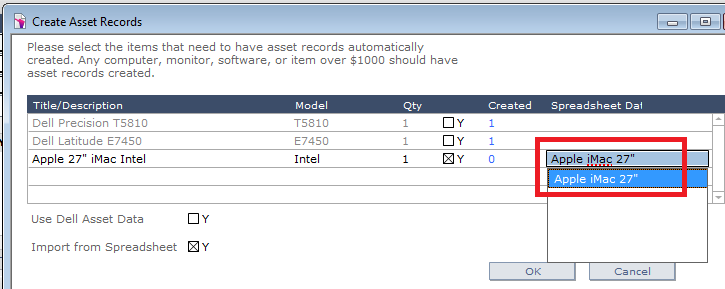 Create Asset Records
Please select the items that need to have asset records automatically
created. Any computer, monitor, software, or item over $1000 should have
asset records created.
Title/Description Model Qty Created Spreadsheet Dat
Dell Precision T5810 T5810 1 Y 1
Dell Latitude E7450 E7450 1 Y 1
Apple 27" iMac Intel Intel 1 Y 0 Apple iMac 27"
Apple iMac 27"
Use Dell Asset Data Y
Import from Spreadsheet Y
OK Cancel